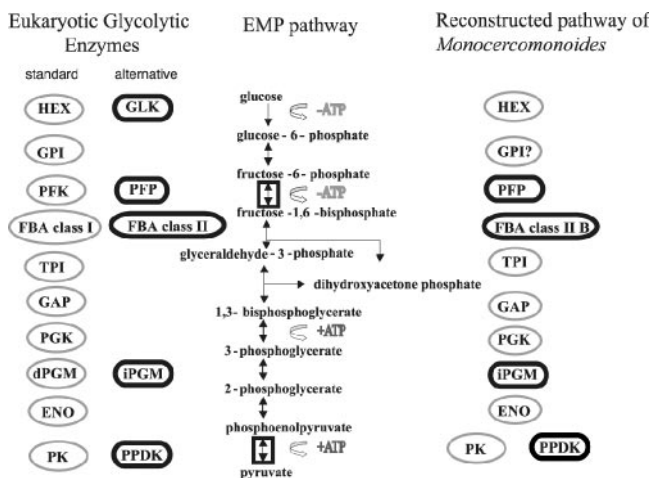 Eukaryotic Glycolytic
Enzymes
standard alternative
HEX GLK
GPI
PFK PFP
FBA class I FBA class II
TPI
GAP
PGK
dPGM iPGM
ENO
PK PPDK
EMP pathway
glucose
-ATP
glucose - 6 - phosphate
fructose -6- phosphate
-ATP
fructose -1,6 -bisphosphate
glyceraldehyde - 3 - phosphate
dihydroxyacetone phosphate
1,3- bisphosphoglycerate
+ATP
3 - phosphoglycerate
2 - phosphoglycerate
phosphoenolpyruvate
+ATP
pyruvate
Reconstructed pathway of
Monocercomonoides
HEX
GPI?
PFP
FBA class II B
TPI
GAP
PGK
iPGM
ENO
PK PPDK